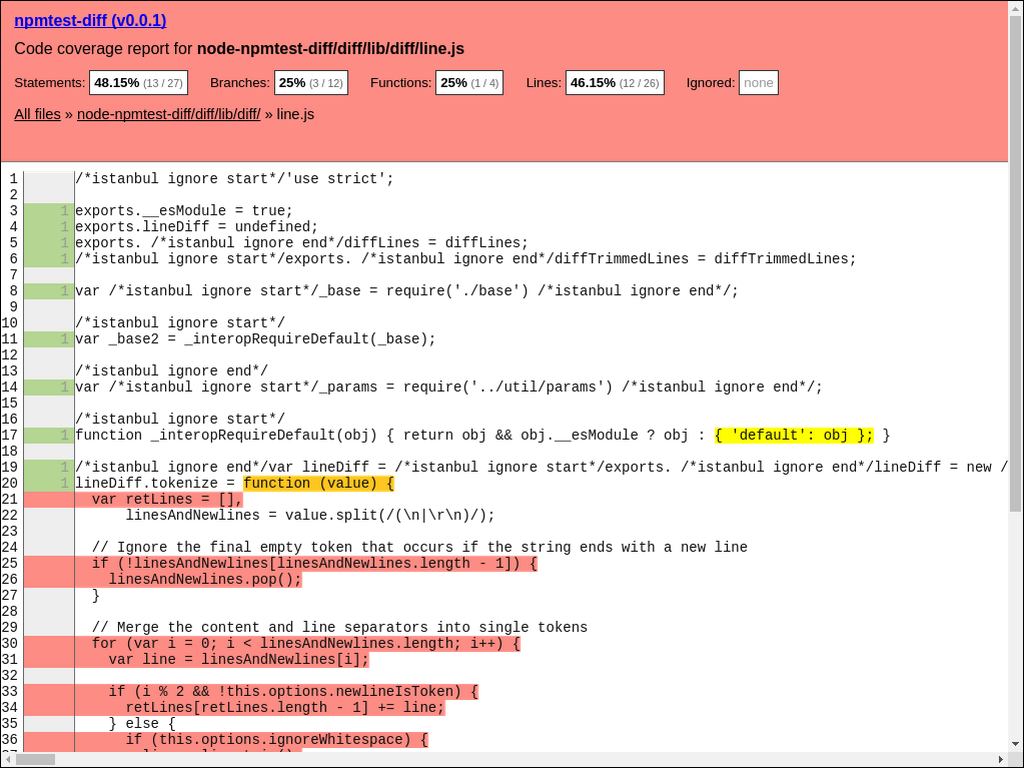 npmtest-diff (v0.0.1)
Code coverage report for node-npmtest-diff/diff/lib/diff/line.js
Statements: 48.15% (13 / 27) Branches: 25% (3 / 12) Functions: 25% (1 / 4) Lines: 46.15% (12 / 26) Ignored: none
All files » node-npmtest-diff/diff/lib/diff/ » line.js
1 /*istanbul ignore start*/'use strict';
2
3 1 exports.__esModule = true;
4 1 exports.lineDiff = undefined;
5 1 exports. /*istanbul ignore end*/diffLines = diffLines;
6 1 /*istanbul ignore start*/exports. /*istanbul ignore end*/diffTrimmedLines = diffTrimmedLines;
7
8 1 var /*istanbul ignore start*/_base = require('./base') /*istanbul ignore end*/;
9
10 /*istanbul ignore start*/
11 1 var _base2 = _interopRequireDefault(_base);
12
13 /*istanbul ignore end*/
14 1 var /*istanbul ignore start*/_params = require('../util/params') /*istanbul ignore end*/;
15
16 /*istanbul ignore start*/
17 1 function _interopRequireDefault(obj) { return obj && obj.__esModule ? obj : { 'default': obj }; }
18
19 1 /*istanbul ignore end*/var lineDiff = /*istanbul ignore start*/exports. /*istanbul ignore end*/lineDiff = new /
20 1 lineDiff.tokenize = function (value) {
21 var retLines = [],
22 linesAndNewlines = value.split(/(\n|\r\n)/);
23
24 // Ignore the final empty token that occurs if the string ends with a new line
25 if (!linesAndNewlines[linesAndNewlines.length - 1]) {
26 linesAndNewlines.pop();
27 }
28
29 // Merge the content and line separators into single tokens
30 for (var i = 0; i < linesAndNewlines.length; i++) {
31 var line = linesAndNewlines[i];
32
33 if (i % 2 && !this.options.newlineIsToken) {
34 retLines[retLines.length - 1] += line;
35 } else {
36 if (this.options.ignoreWhitespace) {